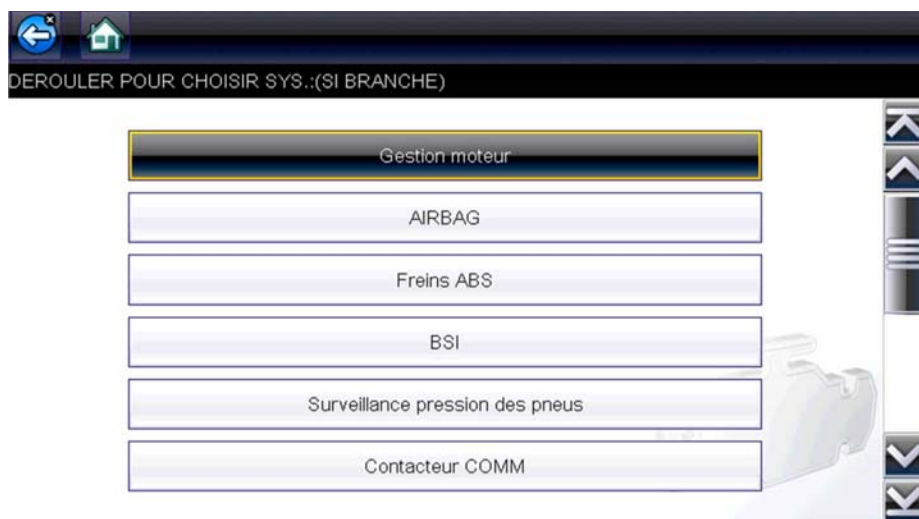 DEROULER POUR CHOISIR SYS.:(SI BRANCHE)
Gestion moteur
AIRBAG
Freins ABS
BSI
Surveillance pression des pneus
Contacteur COMM